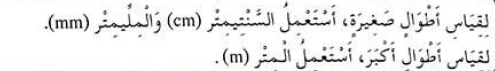 لِقِيَاسِ أَطْوَالٍ صَغِيرَةٍ، أَسْتَعْمِلُ السَّنْتِيمِتْر (cm) وَالْمِلِّيمِتْر (mm).
لِقِيَاسِ أَطْوَالٍ أَكْبَرَ، أَسْتَعْمِلُ الْمِتْر (m).